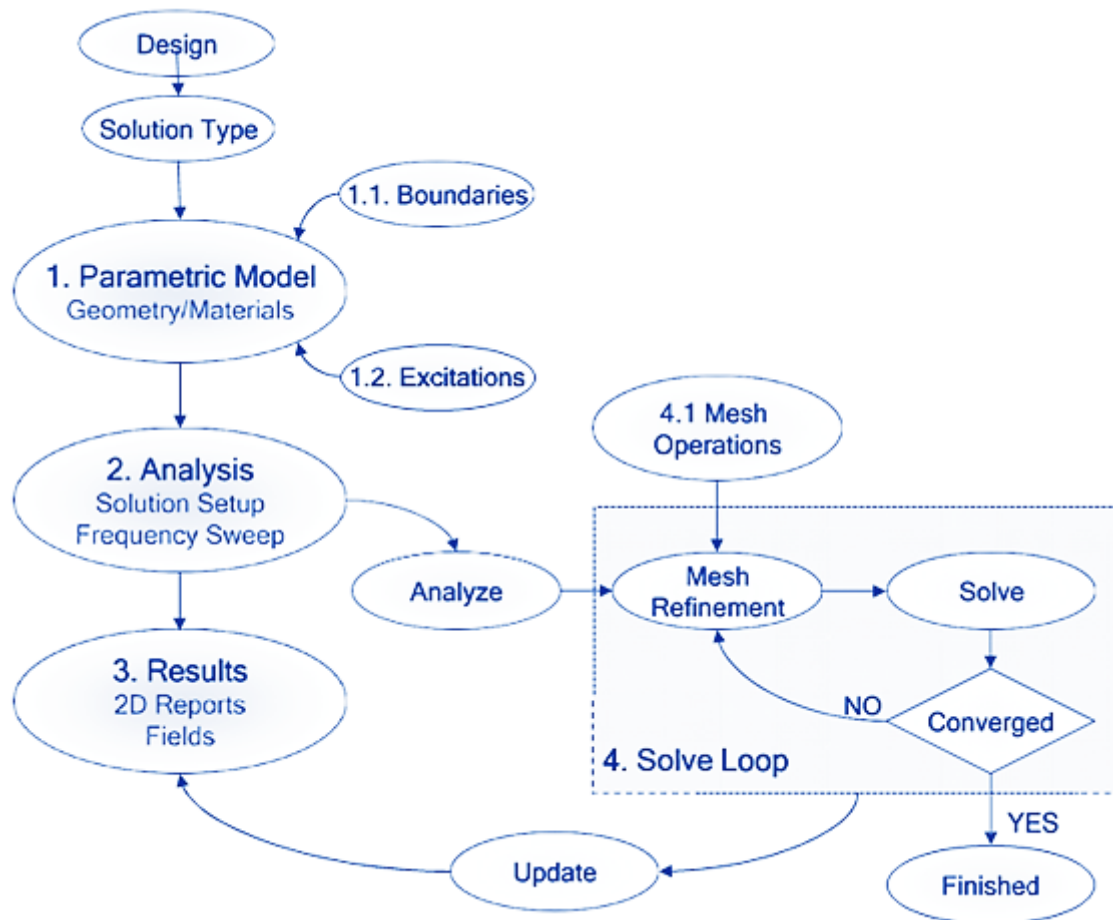 Design
Solution Type
1.1. Boundaries
1. Parametric Model
Geometry/Materials
1.2. Excitations
4.1 Mesh
Operations
2. Analysis
Solution Setup
Frequency Sweep
Analyze
Mesh
Refinement
Solve
3. Results
2D Reports
Fields
NO
Converged
4. Solve Loop
YES
Update
Finished